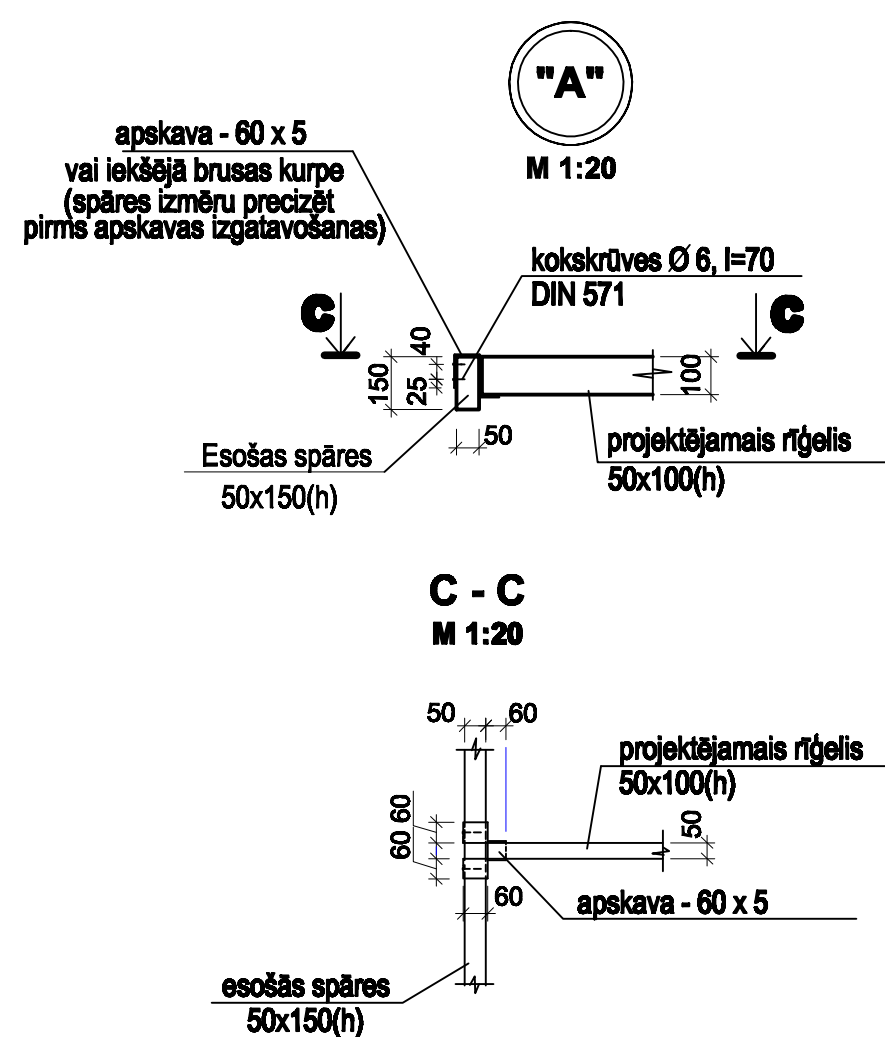 "A"
M 1:20
apskava - 60 x 5
vai iekšējā brusas kurpe
(spāres izmēru precizēt
pirms apskavas izgatavošanas)
kokskrūves Ø 6, l=70
DIN 571
C
C
40
150
25
100
50
Esošas spāres
50x150(h)
projektējamais rīģelis
50x100(h)
C - C
M 1:20
50
60
projektējamais rīģelis
50x100(h)
60 60
50
60
apskava - 60 x 5
esošās spāres
50x150(h)